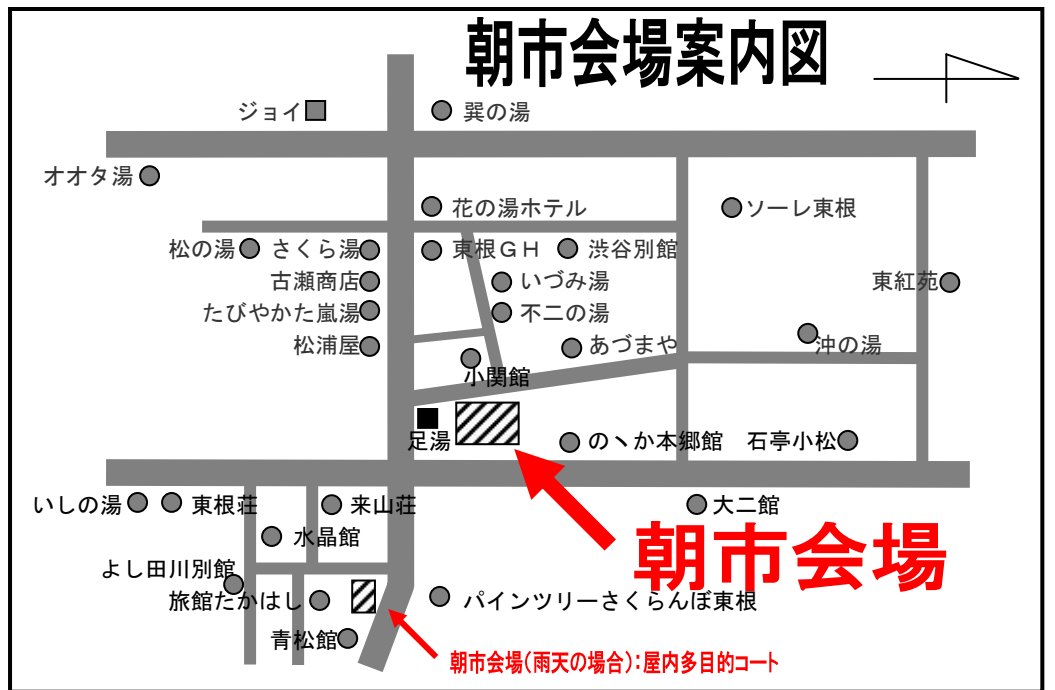 朝市会場案内図
ジョイ
巽の湯
オオタ湯
花の湯ホテル
ソーレ東根
松の湯
さくら湯
東根GH
渋谷別館
古瀬商店
いづみ湯
東紅苑
たびやかた嵐湯
不二の湯
松浦屋
あづまや
沖の湯
小関館
足湯
のヽか本郷館
石亭小松
いしの湯
東根荘
来山荘
大二館
水晶館
朝市会場
よし田川別館
旅館たかはし
パインツリーさくらんぼ東根
青松館
朝市会場(雨天の場合):屋内多目的コート